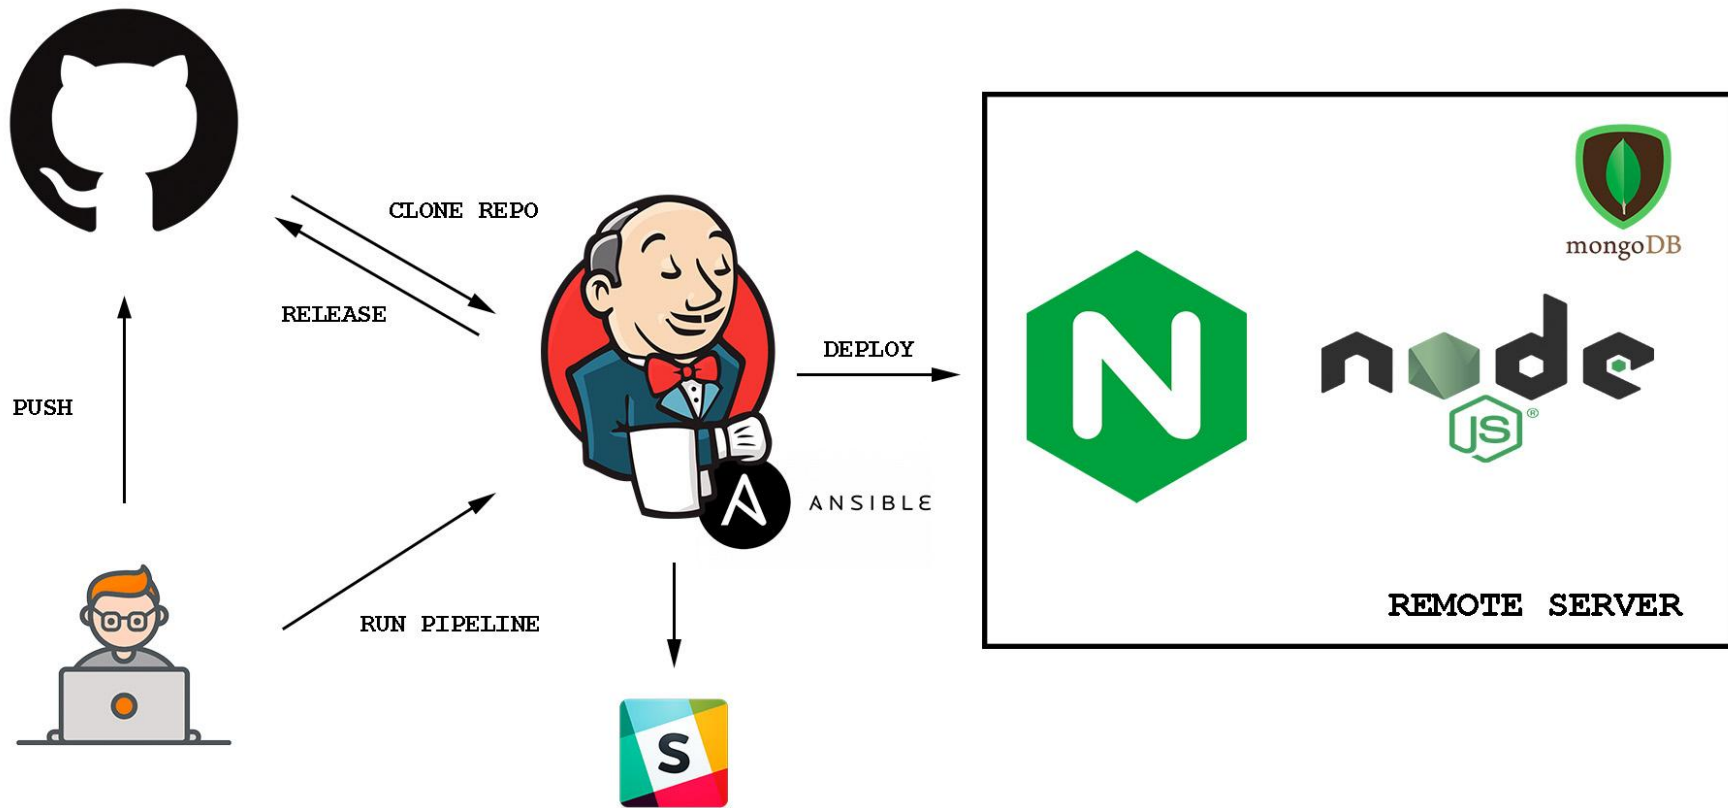 CLONE REPO
RELEASE
PUSH
RUN PIPELINE
DEPLOY
ANSIBLE
S
N
mongoDB
node
JS®
REMOTE SERVER